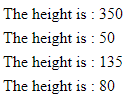 The height is : 350
The height is : 50
The height is : 135
The height is : 80